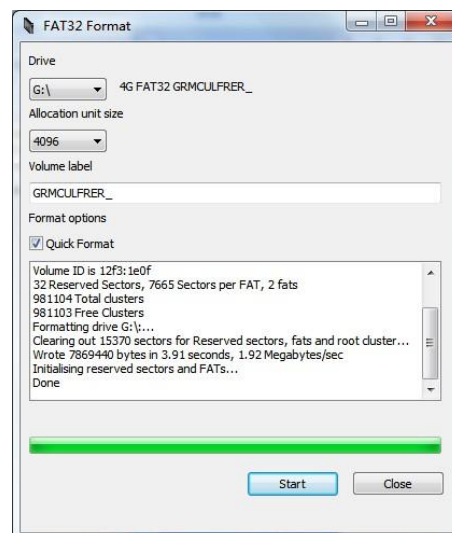 FAT32 Format
Drive
G:\ 4G FAT32 GRMCULFRER_
Allocation unit size
4096
Volume label
GRMCULFRER_
Format options
Quick Format
Volume ID is 12f3:1e0f
32 Reserved Sectors, 7665 Sectors per FAT, 2 fats
981104 Total clusters
981103 Free Clusters
Formatting drive G:\:...
Clearing out 15370 sectors for Reserved sectors, fats and root cluster...
Wrote 7869440 bytes in 3.91 seconds, 1.92 Megabytes/sec
Initialising reserved sectors and FATs...
Done
Start Close